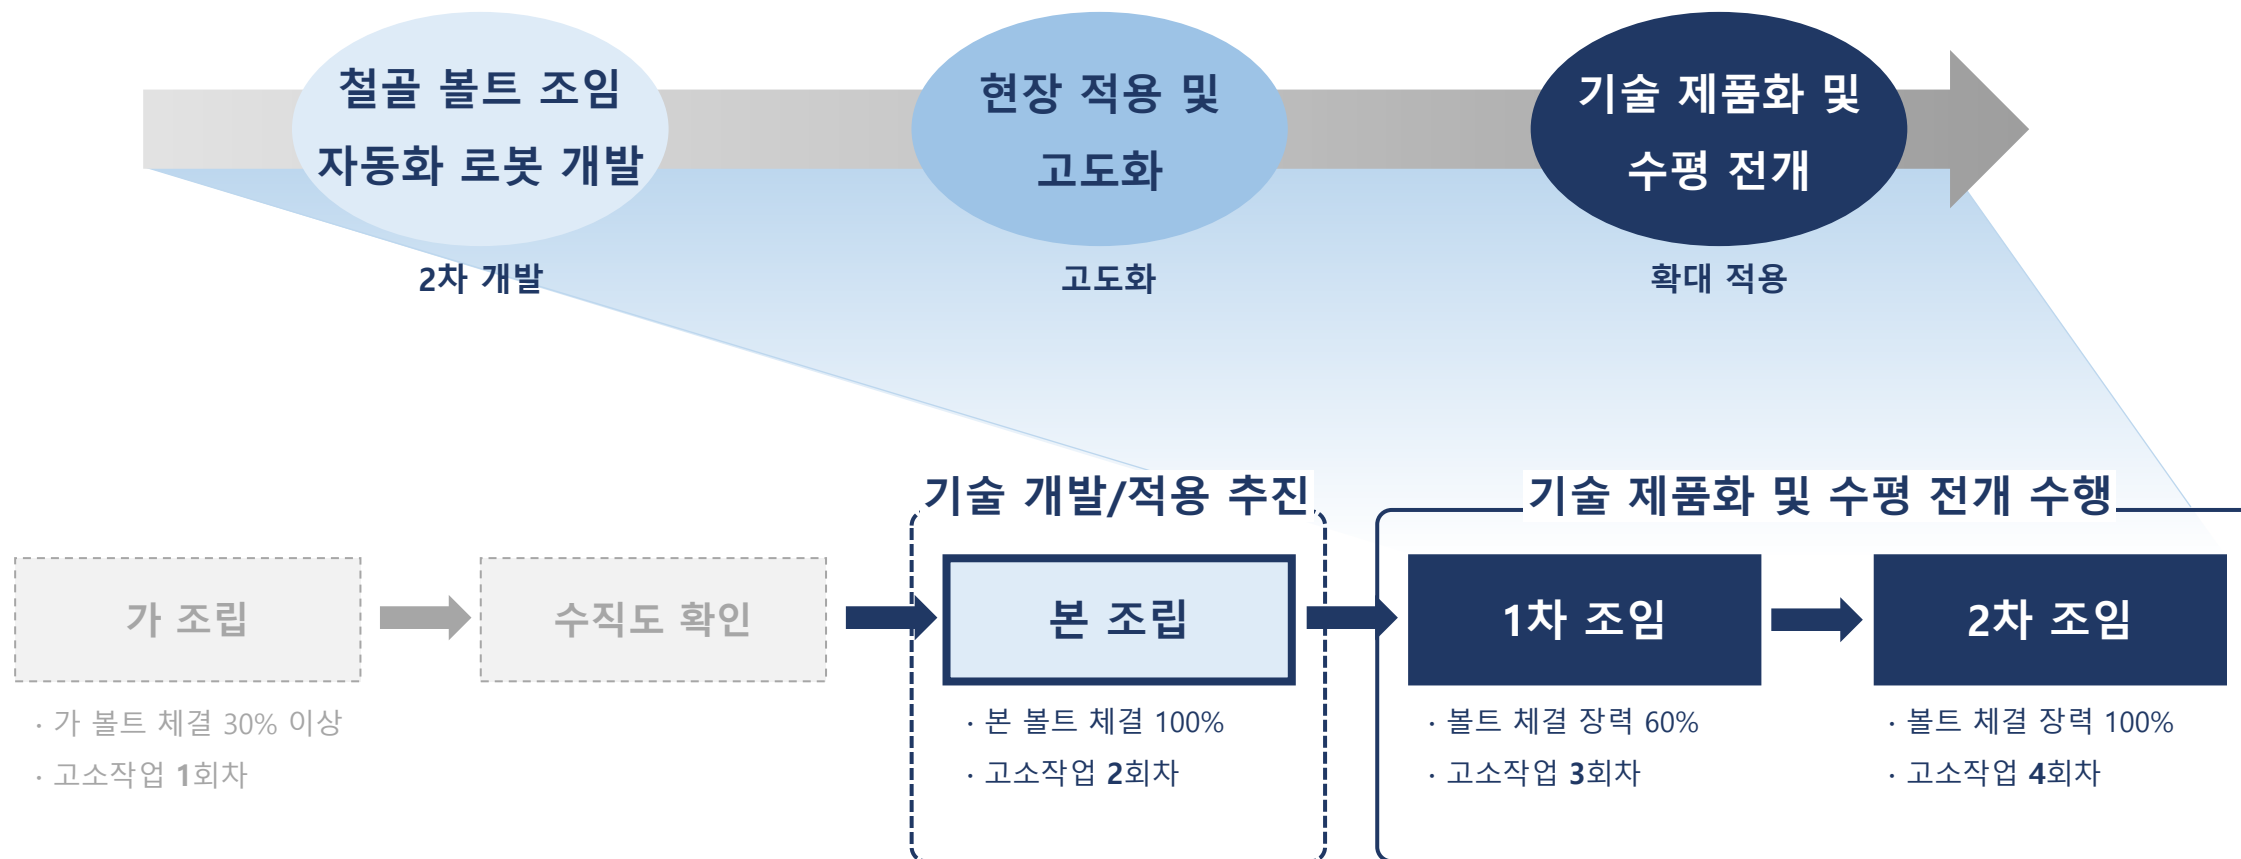 철골 볼트 조임
자동화 로봇 개발
현장 적용 및
고도화
기술 제품화 및
수평 전개
2차 개발
고도화
확대 적용
기술 개발/적용 추진
기술 제품화 및 수평 전개 수행
가 조립
수직도 확인
본 조립
1차 조임
2차 조임
· 가 볼트 체결 30% 이상
· 고소작업 1회차
· 본 볼트 체결 100%
· 고소작업 2회차
· 볼트 체결 장력 60%
· 고소작업 3회차
· 볼트 체결 장력 100%
· 고소작업 4회차